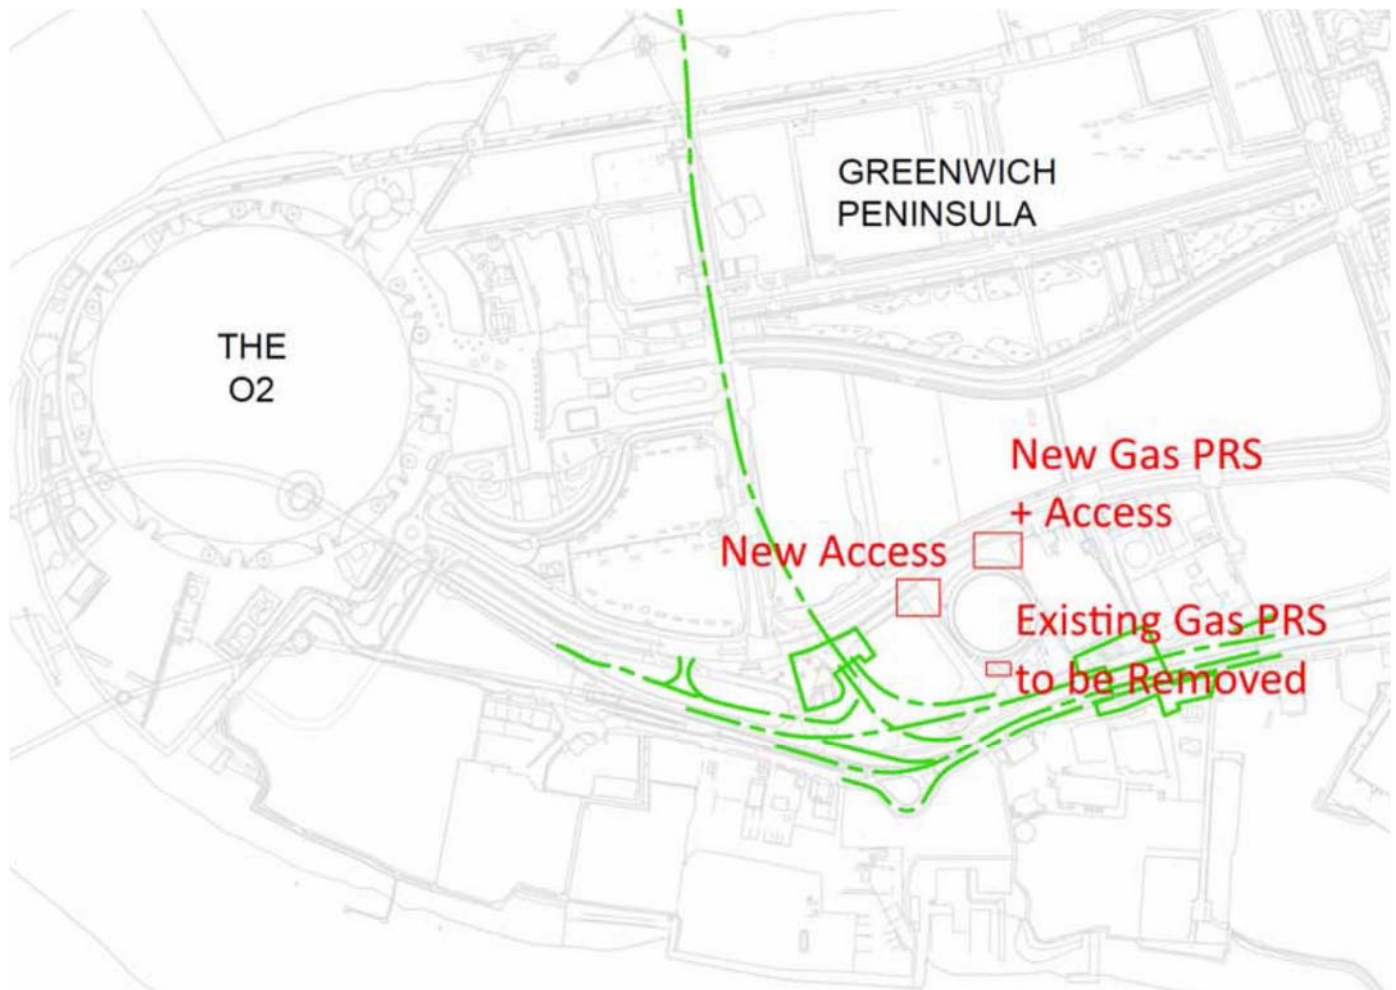 GREENWICH
PENINSULA
THE
O2
New Gas PRS
+ Access
New Access
Existing Gas PRS
to be Removed